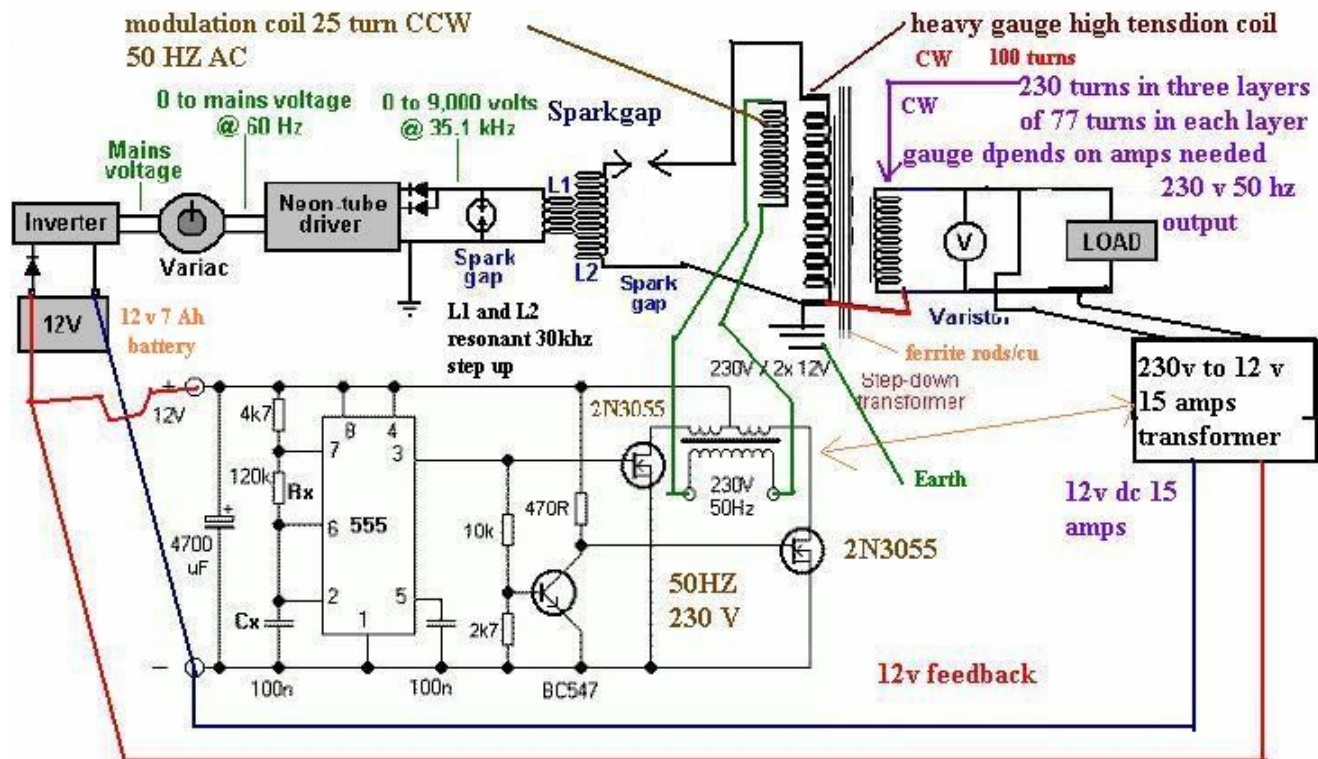 modulation coil 25 turn CCW
50 HZ AC
heavy gauge high tensdion coil
CW 100 turns
0 to mains voltage
@ 60 Hz
0 to 9,000 volts
@ 35.1 kHz
Sparkgap
CW
230 turns in three layers
of 77 turns in each layer
gauge dpends on amps needed
230 v 50 hz
output
Mains
voltage
Inverter
Variac
Neon-tube
driver
Spark
gap
L1
L2
Spark
gap
V
LOAD
Varistor
12V
12 v 7 Ah
battery
L1 and L2
resonant 30khz
step up
ferrite rods/cu
230V / 2x 12V
Step-down
transformer
230v to 12 v
15 amps
transformer
+
12V
4k7
8
4
7
3
2N3055
120k
Rx
555
6
470R
10k
230V
50Hz
Earth
12v dc 15
amps
+
4700
uF
2N3055
2
5
Cx
1
2k7
50HZ
230 V
–
100n
100n
BC547
12v feedback